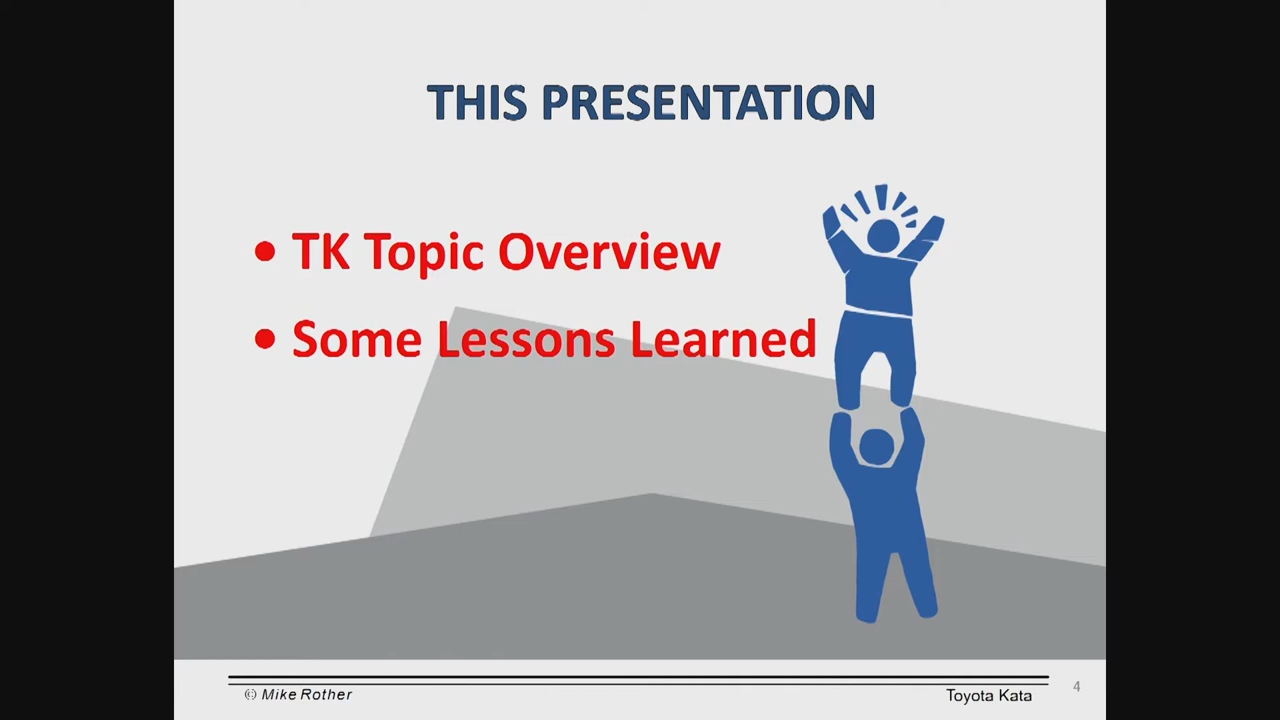 THIS PRESENTATION
• TK Topic Overview
• Some Lessons Learned
© Mike Rother
Toyota Kata
4